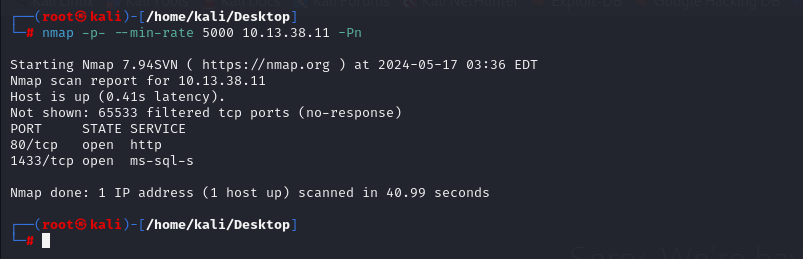 ┌──(root㉿kali)-[/home/kali/Desktop]
└─# nmap -p- --min-rate 5000 10.13.38.11 -Pn
Starting Nmap 7.94SVN ( https://nmap.org ) at 2024-05-17 03:36 EDT
Nmap scan report for 10.13.38.11
Host is up (0.41s latency).
Not shown: 65533 filtered tcp ports (no-response)
PORT     STATE SERVICE
80/tcp   open  http
1433/tcp open  ms-sql-s
Nmap done: 1 IP address (1 host up) scanned in 40.99 seconds
┌──(root㉿kali)-[/home/kali/Desktop]
└─#